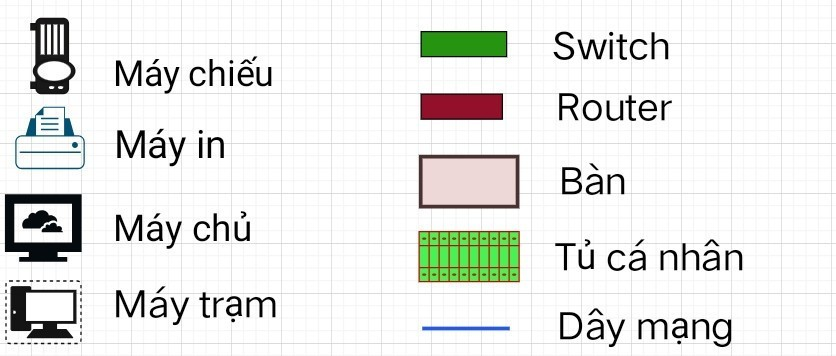 Máy chiếu
Máy in
Máy chủ
Máy trạm
Switch
Router
Bàn
Tủ cá nhân
Dây mạng